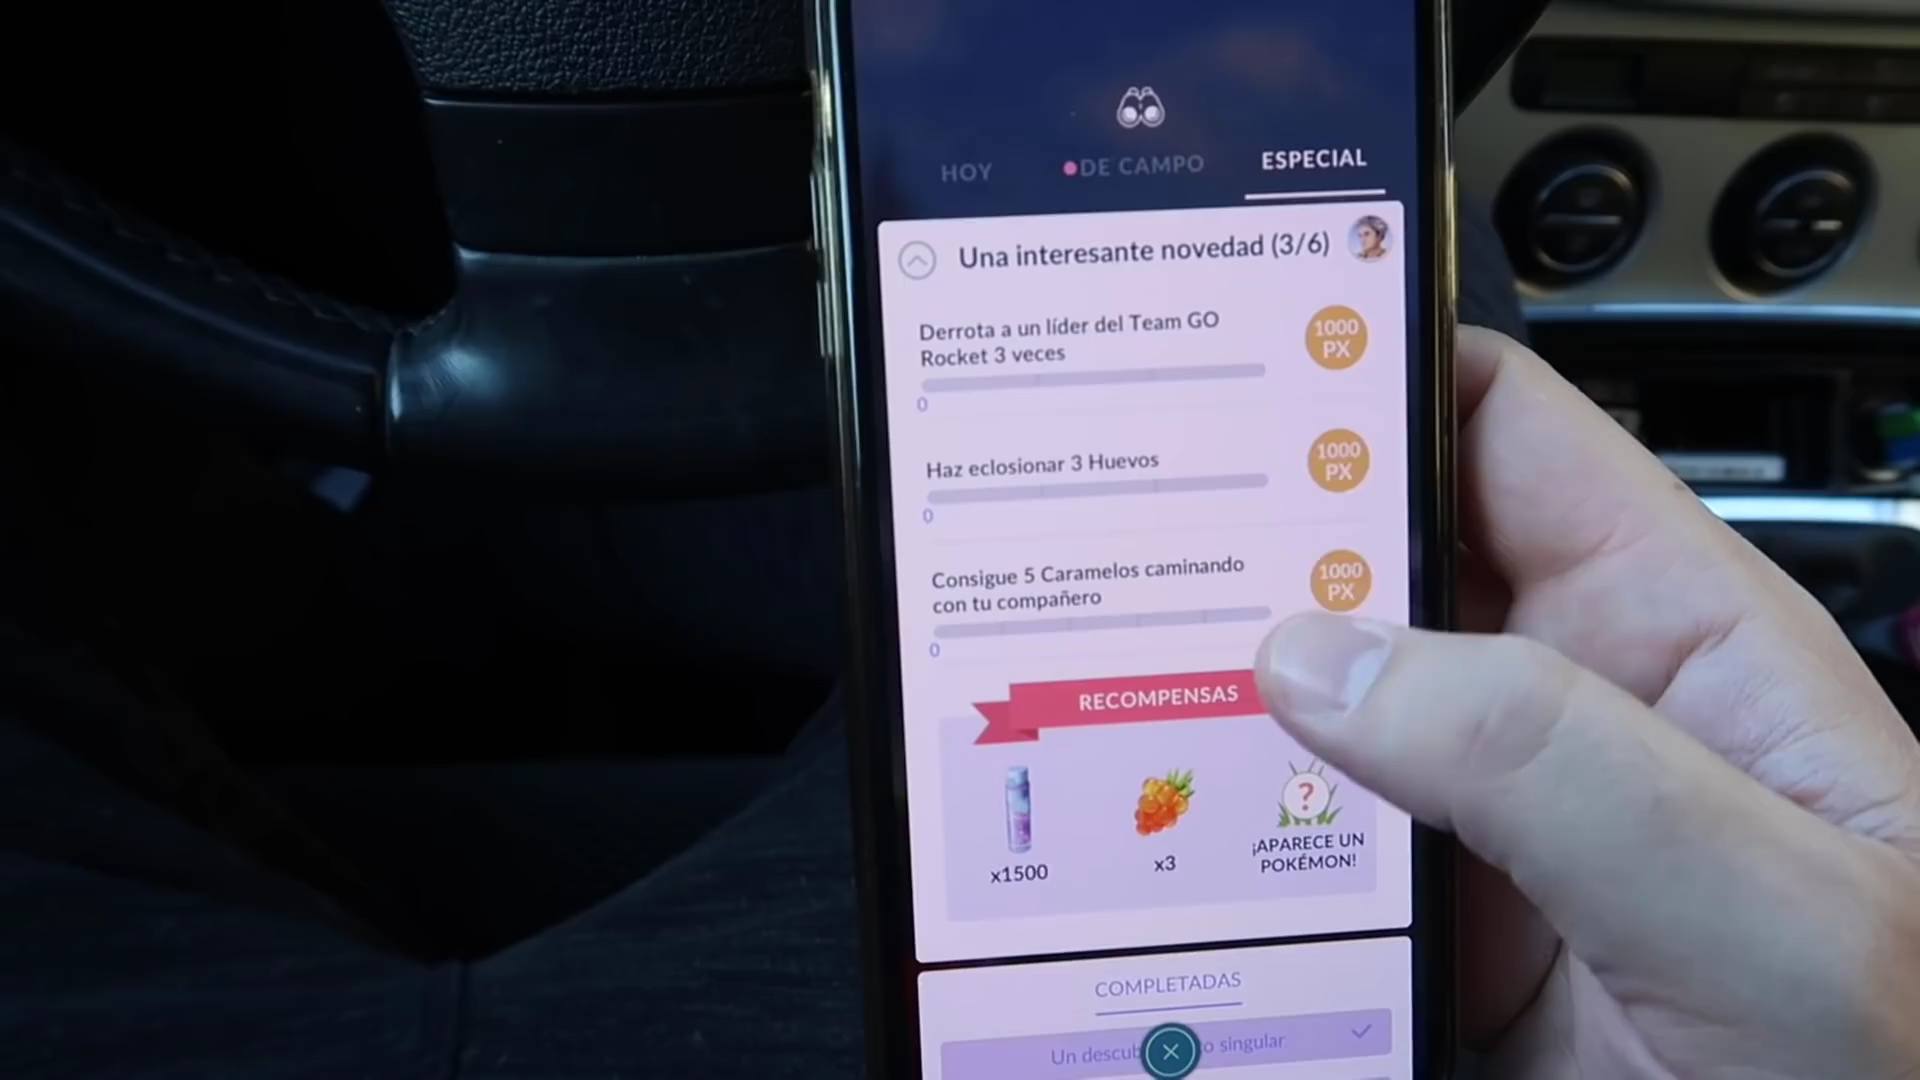 HOY
DE CAMPO
ESPECIAL
Una interesante novedad (3/6)
Derrota a un líder del Team GO
Rocket 3 veces
1000
PX
0
Haz eclosionar 3 Huevos
1000
PX
0
Consigue 5 Caramelos caminando
con tu compañero
1000
PX
0
RECOMPENSAS
x1500
x3
?
¡APARECE UN
POKÉMON!
COMPLETADAS
Un singular